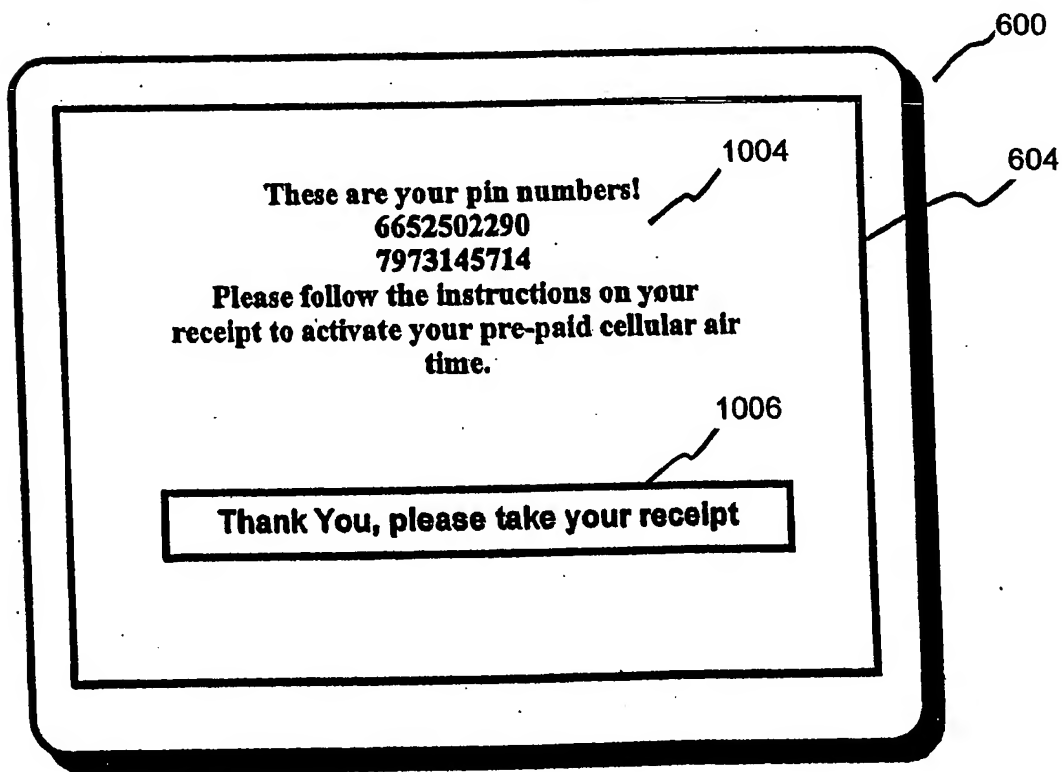 600
1004
604
These are your pin numbers!
6652502290
7973145714
Please follow the instructions on your
receipt to activate your pre-paid cellular air
time.
1006
Thank You, please take your receipt